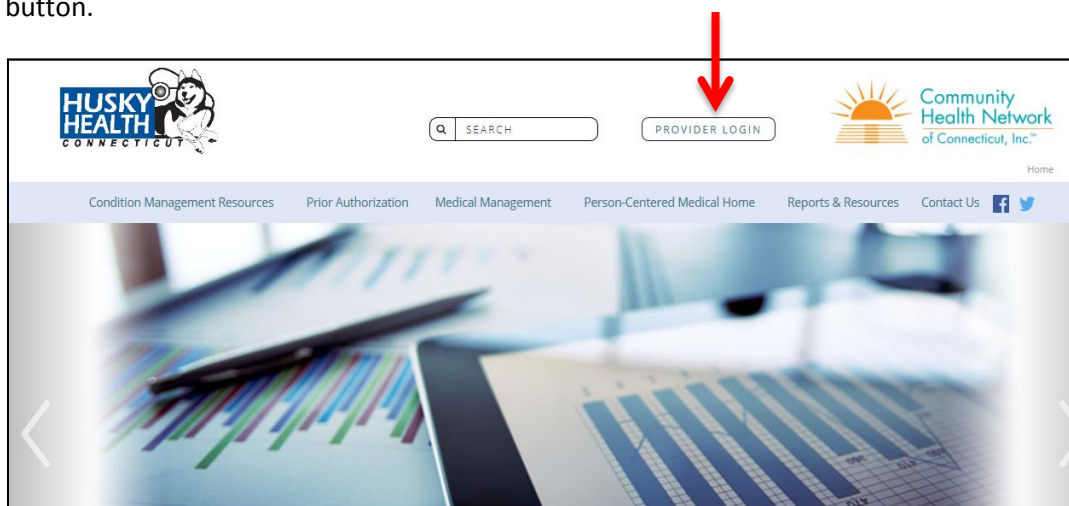 button.
HUSKY
HEALTH
CONNECTICUT
SEARCH
PROVIDER LOGIN
Community
Health Network
of Connecticut, Inc.℠
Home
Condition Management Resources Prior Authorization Medical Management Person-Centered Medical Home Reports & Resources Contact Us